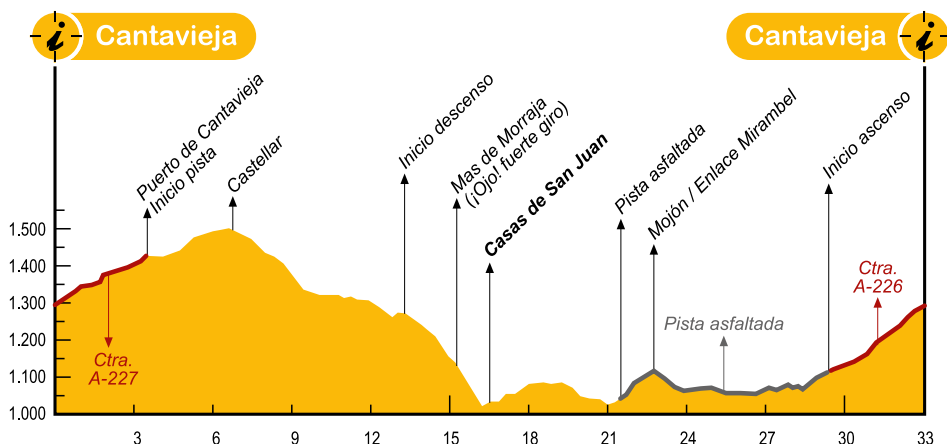 Cantavieja
Cantavieja
Puerto de Cantavieja
Inicio pista
Castellar
Inicio descenso
Mas de Morraja
(¡Ojo! fuerte giro)
Casas de San Juan
Pista asfaltada
Mojón / Enlace Mirambel
Inicio ascenso
1.500
1.400
1.300
1.200
1.100
1.000
Ctra.
A-227
Pista asfaltada
Ctra.
A-226
3
6
9
12
15
18
21
24
27
30
33